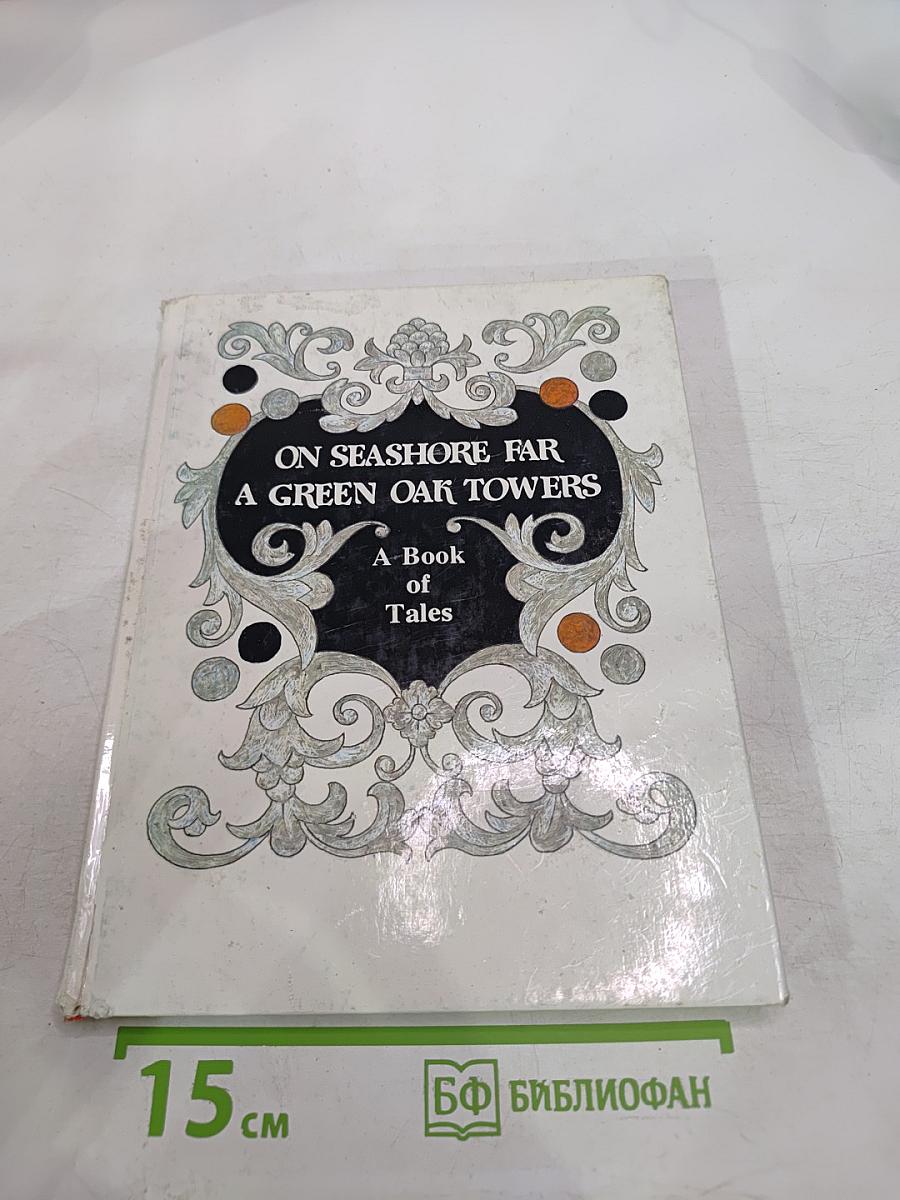 ON SEASHORE FAR
A GREEN OAK TOWERS
A Book
of
Tales
15 см
БФ БИБЛИОФАН